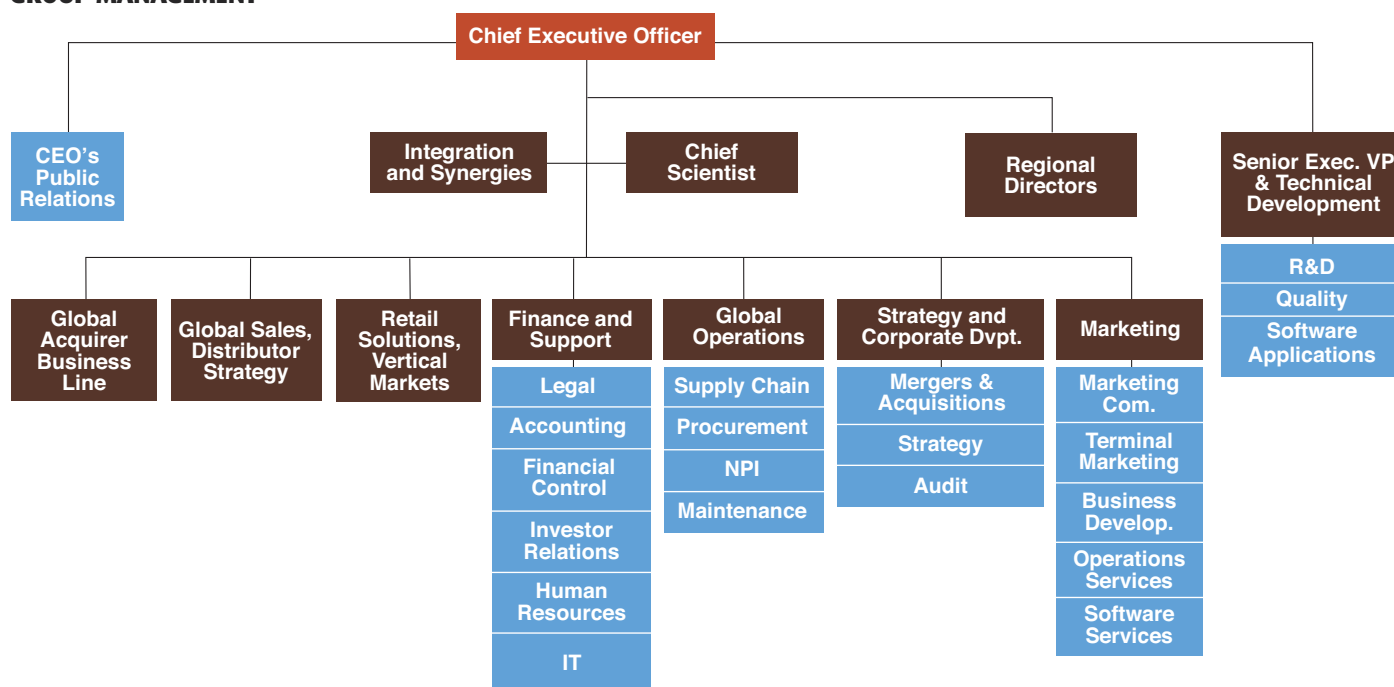 GROUP MANAGEMENT
Chief Executive Officer
CEO's
Public
Relations
Integration
and Synergies
Chief
Scientist
Regional
Directors
Senior Exec. VP
& Technical
Development
R&D
Quality
Software
Applications
Global
Acquirer
Business
Line
Global Sales,
Distributor
Strategy
Retail
Solutions,
Vertical
Markets
Finance and
Support
Legal
Accounting
Financial
Control
Investor
Relations
Human
Resources
IT
Global
Operations
Supply Chain
Procurement
NPI
Maintenance
Strategy and
Corporate Dvpt.
Mergers &
Acquisitions
Strategy
Audit
Marketing
Marketing
Com.
Terminal
Marketing
Business
Develop.
Operations
Services
Software
Services